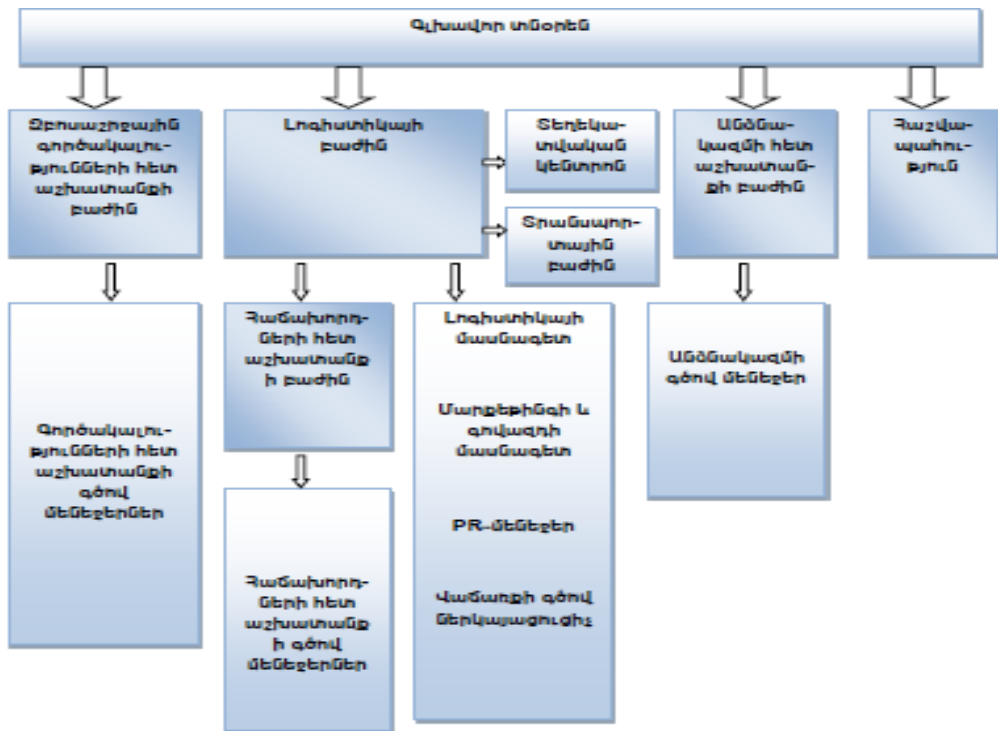 Գլխավոր տնօրեն
Զբոսաշրջային
գործակալու-
թյունների հետ
աշխատանքի
բաժին
Լոգիստիկայի
բաժին
Տեղեկա-
տվական
կենտրոն
Տրանսպոր-
տային
բաժին
Անձնա-
կազմի հետ
աշխատան-
քի բաժին
Հաշվա-
պահու-
թյուն
Գործակալու-
թյունների հետ
աշխատանքի
գծով
մենեջերներ
Հաճախորդ-
ների հետ
աշխատանք
ի բաժին
Հաճախորդ-
ների հետ
աշխատանք
ի գծով
մենեջերներ
Լոգիստիկայի
մասնագետ
Մարքեթինգի և
գովազդի
մասնագետ
PR-մենեջեր
Վաճառքի գծով
ներկայացուցիչ
Անձնակազմի
գծով մենեջեր